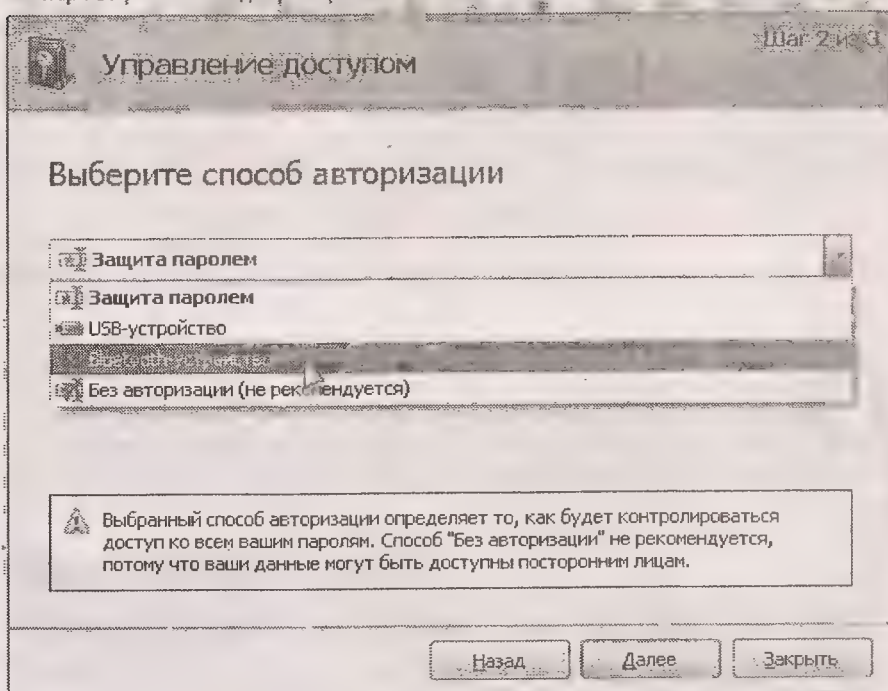 Шаг 2 из 3
Управление доступом
Выберите способ авторизации
Защита паролем
Защита паролем
USB-устройство
Без авторизации (не рекомендуется)
Выбранный способ авторизации определяет то, как будет контролироваться
доступ ко всем вашим паролям. Способ "Без авторизации" не рекомендуется,
потому что ваши данные могут быть доступны посторонним лицам.
Назад
Далее
Закрыть